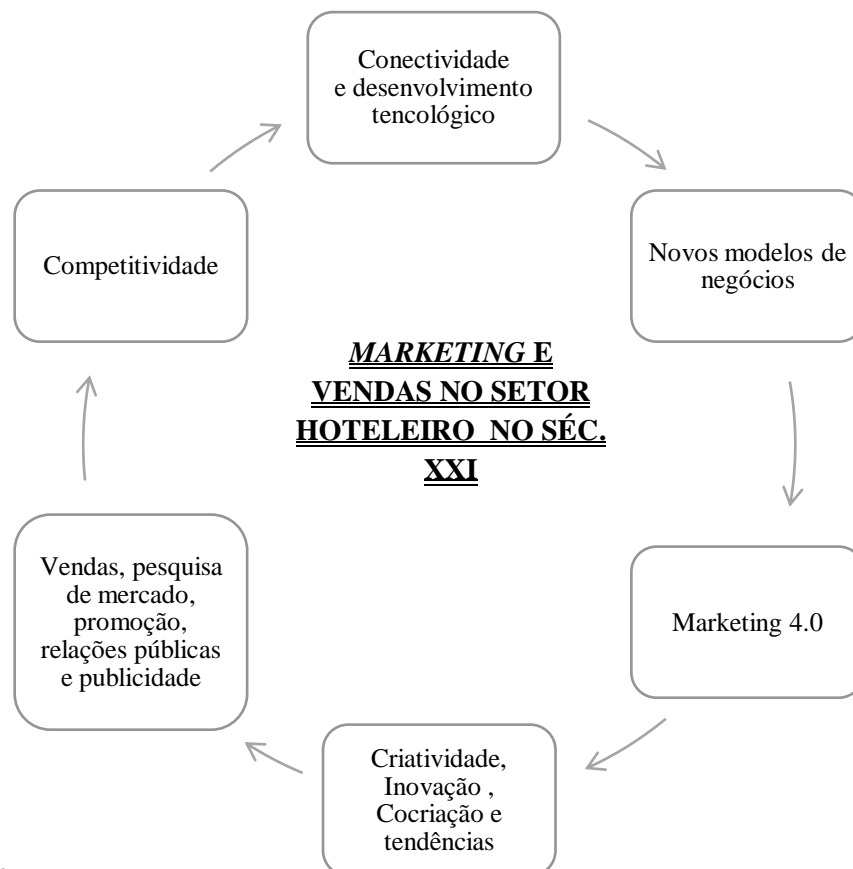 Conectividade
e desenvolvimento
tencológico
Novos modelos de
negócios
Competitividade
MARKETING E
VENDAS NO SETOR
HOTELEIRO NO SÉC.
XXI
Marketing 4.0
Vendas, pesquisa
de mercado,
promoção,
relações públicas
e publicidade
Criatividade,
Inovação ,
Cocriação e
tendências